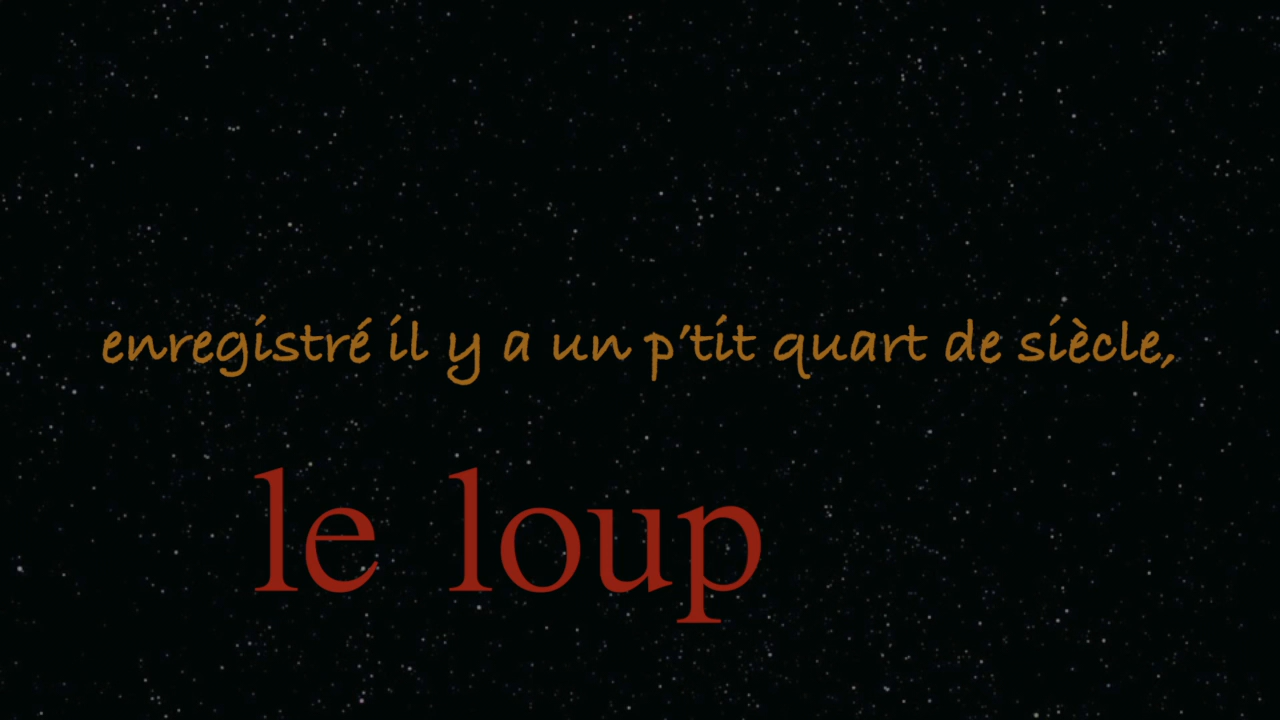 enregistré il y a un p'tit quart de siècle,
le loup